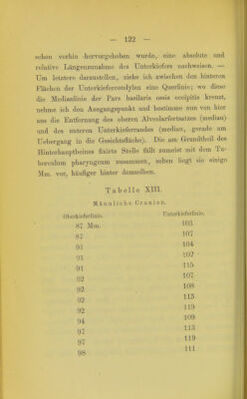 — 122 —
schon vorhin hervorgehoben wurde, eine absolute und
relative Längenzunahme des Unterkiefers nachweisen. —
Um letztere darzustellen, ziehe ich zwischen den hinteren
Flächen der Unterkiefercondylen eine Querlinie; wo diese
die Medianlinie der Pars basilaris ossis occipitis kreuzt,
nehme ich den Ausgangspunkt und bestimme nun von hier
aus die Entfernung des oberen Alveolarfortsatzes (median)
und des unteren Unterkieferrandes (median, gerade am
Uebergang in die Gesichtsfläche). Die am Grundtheil des
Hinterhauptbeines fixirte Stelle fällt zumeist mit dem Tu-
berculum pharyngeum zusammen, selten liegt sie einige
Mm. vor, häufiger hinter demselben.
Tabelle XIII.
Männliche Cranien.
Oberkieferlinie. Unterkieferlinie.
87 Mm. 103
87 107
91 104
91 102
91 115
92 107
92 108
92 115
92 119
94 109
97 113
97 119
98 111